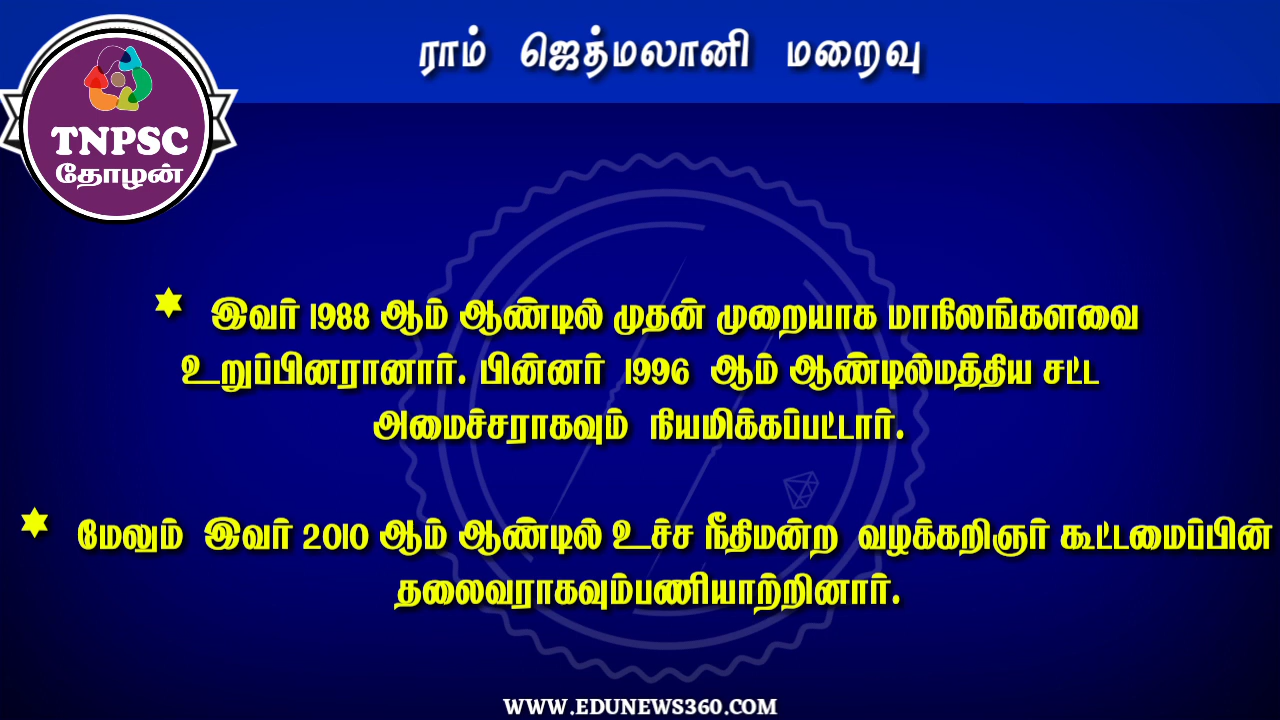 ராம் ஜெத்மலானி மறைவு
TNPSC
தோழன்
* இவர் 1988 ஆம் ஆண்டில் முதன் முறையாக மாநிலங்களவை
உறுப்பினரானார். பின்னர் 1996 ஆம் ஆண்டில்மத்திய சட்ட
அமைச்சராகவும் நியமிக்கப்பட்டார்.
* மேலும் இவர் 2010 ஆம் ஆண்டில் உச்ச நீதிமன்ற வழக்கறிஞர் கூட்டமைப்பின்
தலைவராகவும்பணியாற்றினார்.
WWW.EDUNEWS360.COM